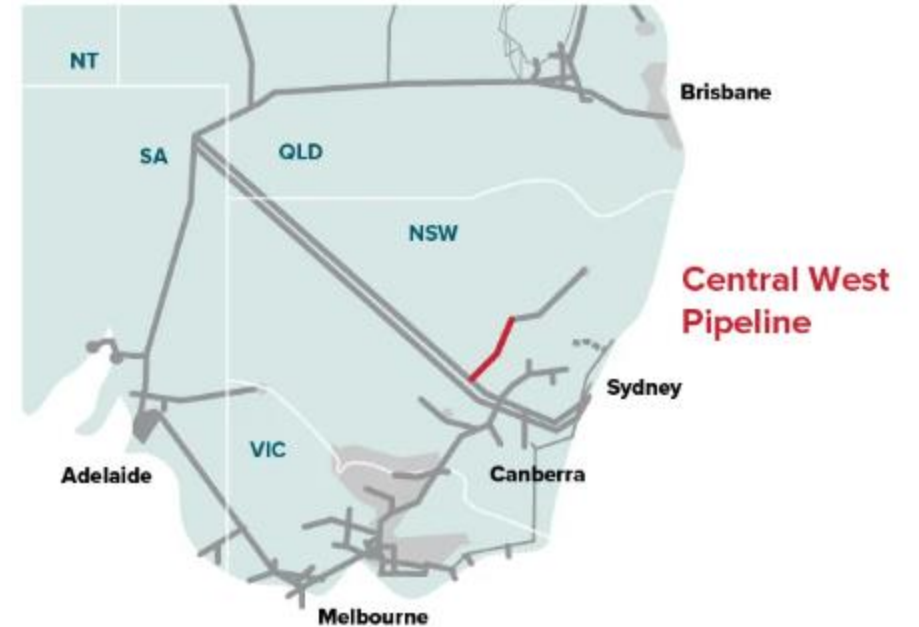 NT
Brisbane
SA
QLD
NSW
Central West
Pipeline
Sydney
VIC
Adelaide
Canberra
Melbourne